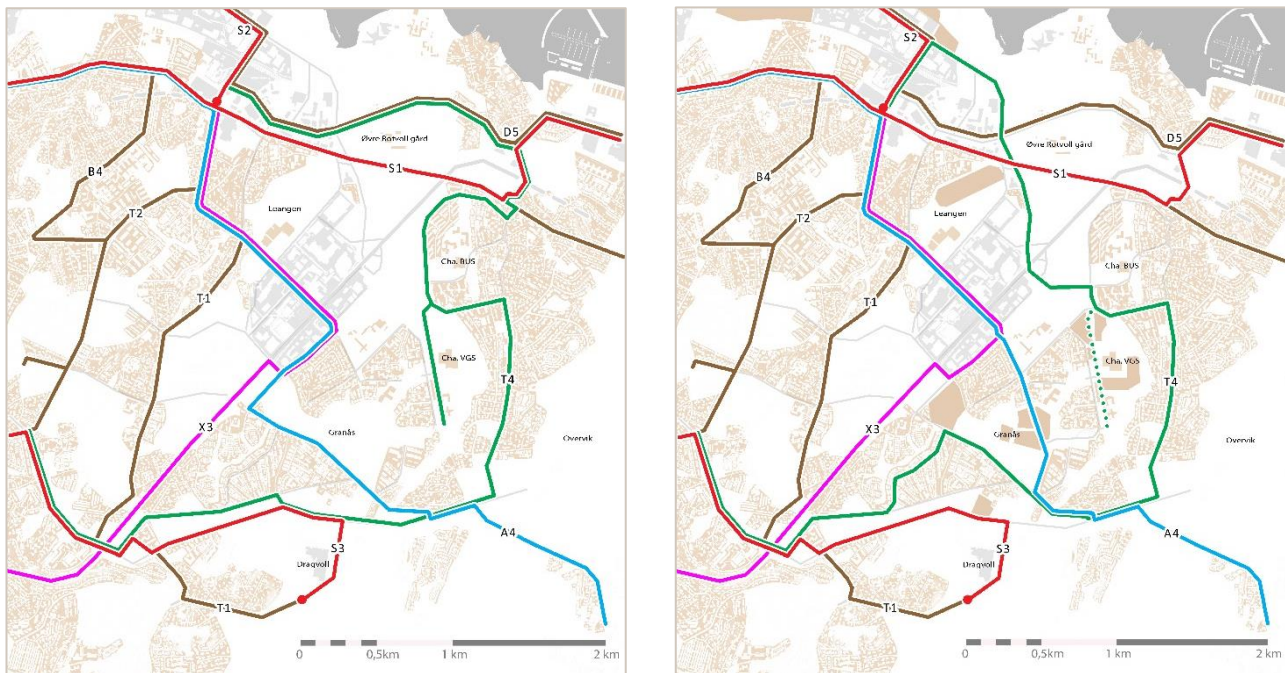 S2
D5
Øvre Rotvoll gård
S1
B4
T2
Leangen
Cha. BUS
T1
Cha. VGS
T4
X3
Granås
Overvik
A4
S3
Dragvoll
T1
0 0,5km 1 km 2 km
S2
D5
Øvre Rotvoll gård
S1
B4
T2
Leangen
Cha. BUS
T1
Cha. VGS
T4
X3
Granås
Overvik
A4
S3
Dragvoll
T1
0 0,5km 1 km 2 km